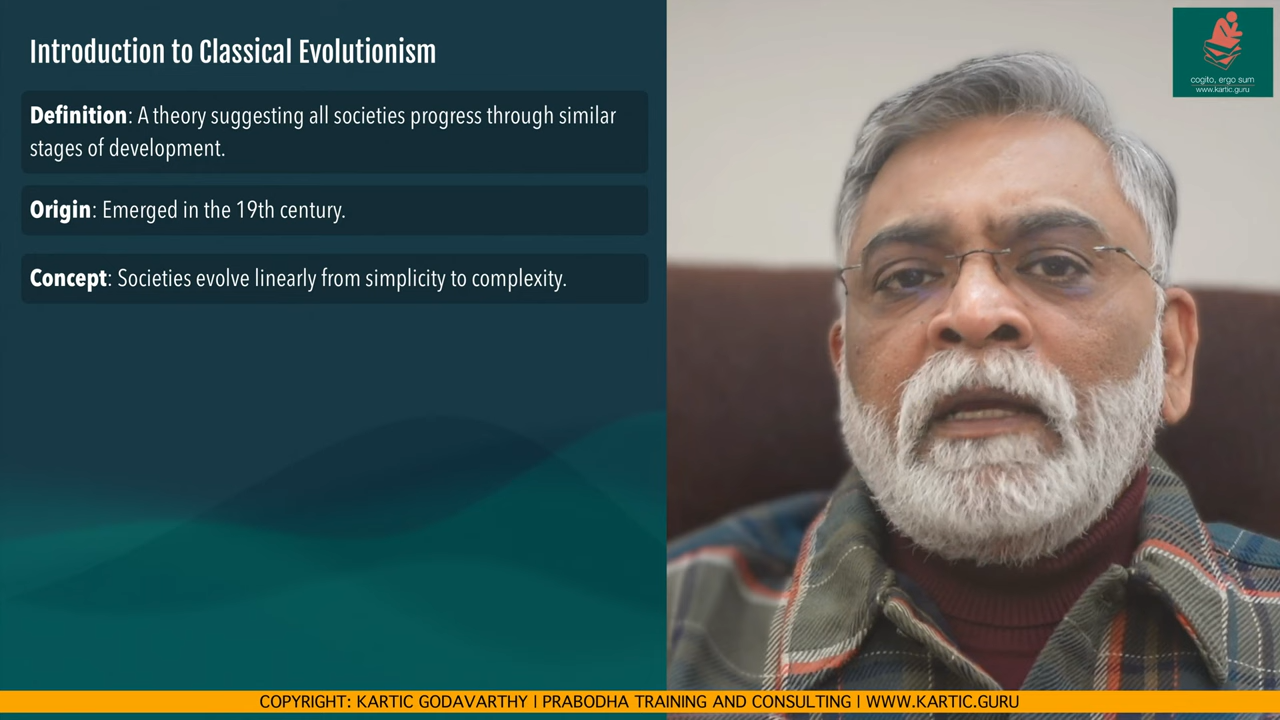 Introduction to Classical Evolutionism
Definition: A theory suggesting all societies progress through similar
stages of development.
Origin: Emerged in the 19th century.
Concept: Societies evolve linearly from simplicity to complexity.
cogito, ergo sum
www.kartic.guru
COPYRIGHT: KARTIC GODAVARTHY | PRABODHA TRAINING AND CONSULTING | WWW.KARTIC.GURU